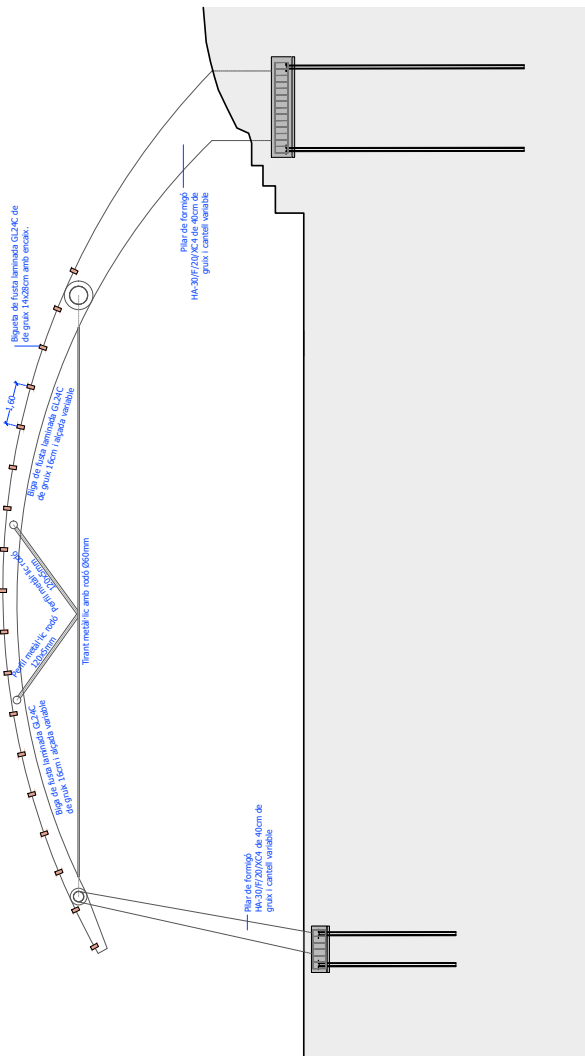 Bigueta de fusta laminada GL24C de
de gruix 14x28cm amb encaix.
Pilar de formigó
HA-30/F/20/XC4 de 40cm de
gruix i cantell variable
1,60
Biga de fusta laminada GL24C
de gruix 16cm i alçada variable
Perfil metàl·lic rodó
120x5mm
Perfil metàl·lic rodó
120x5mm
Tirant metàl·lic amb rodó Ø60mm
Biga de fusta laminada GL24C
de gruix 16cm i alçada variable
Pilar de formigó
HA-30/F/20/XC4 de 40cm de
gruix i cantell variable